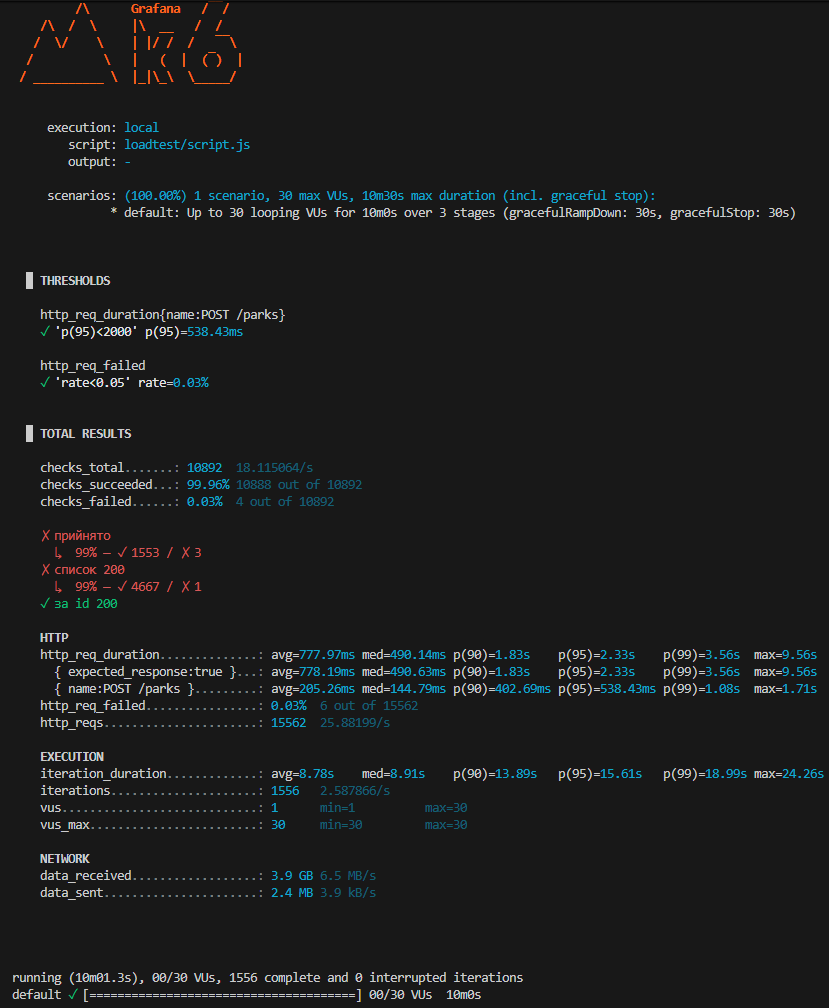 Grafana
execution: local
script: loadtest/script.js
output: -
scenarios: (100.00%) 1 scenario, 30 max VUs, 10m30s max duration (incl. graceful stop):
* default: Up to 30 looping VUs for 10m0s over 3 stages (gracefulRampDown: 30s, gracefulStop: 30s)
█ THRESHOLDS
http_req_duration{name:POST /parks}
✓ 'p(95)<2000' p(95)=538.43ms
http_req_failed
✓ 'rate<0.05' rate=0.03%
█ TOTAL RESULTS
checks_total.......: 10892 18.115064/s
checks_succeeded...: 99.96% 10888 out of 10892
checks_failed......: 0.03% 4 out of 10892
✗ прийнято
↳ 99% — ✓ 1553 / ✗ 3
✗ список 200
↳ 99% — ✓ 4667 / ✗ 1
✓ за id 200
HTTP
http_req_duration..............: avg=777.97ms med=490.14ms p(90)=1.83s p(95)=2.33s p(99)=3.56s max=9.56s
{ expected_response:true }...: avg=778.19ms med=490.63ms p(90)=1.83s p(95)=2.33s p(99)=3.56s max=9.56s
{ name:POST /parks }.........: avg=205.26ms med=144.79ms p(90)=402.69ms p(95)=538.43ms p(99)=1.08s max=1.71s
http_req_failed................: 0.03% 6 out of 15562
http_reqs......................: 15562 25.88199/s
EXECUTION
iteration_duration.............: avg=8.78s med=8.91s p(90)=13.89s p(95)=15.61s p(99)=18.99s max=24.26s
iterations.....................: 1556 2.587866/s
vus............................: 1 min=1 max=30
vus_max........................: 30 min=30 max=30
NETWORK
data_received..................: 3.9 GB 6.5 MB/s
data_sent......................: 2.4 MB 3.9 kB/s
running (10m01.3s), 00/30 VUs, 1556 complete and 0 interrupted iterations
default ✓ [======================================] 00/30 VUs 10m0s